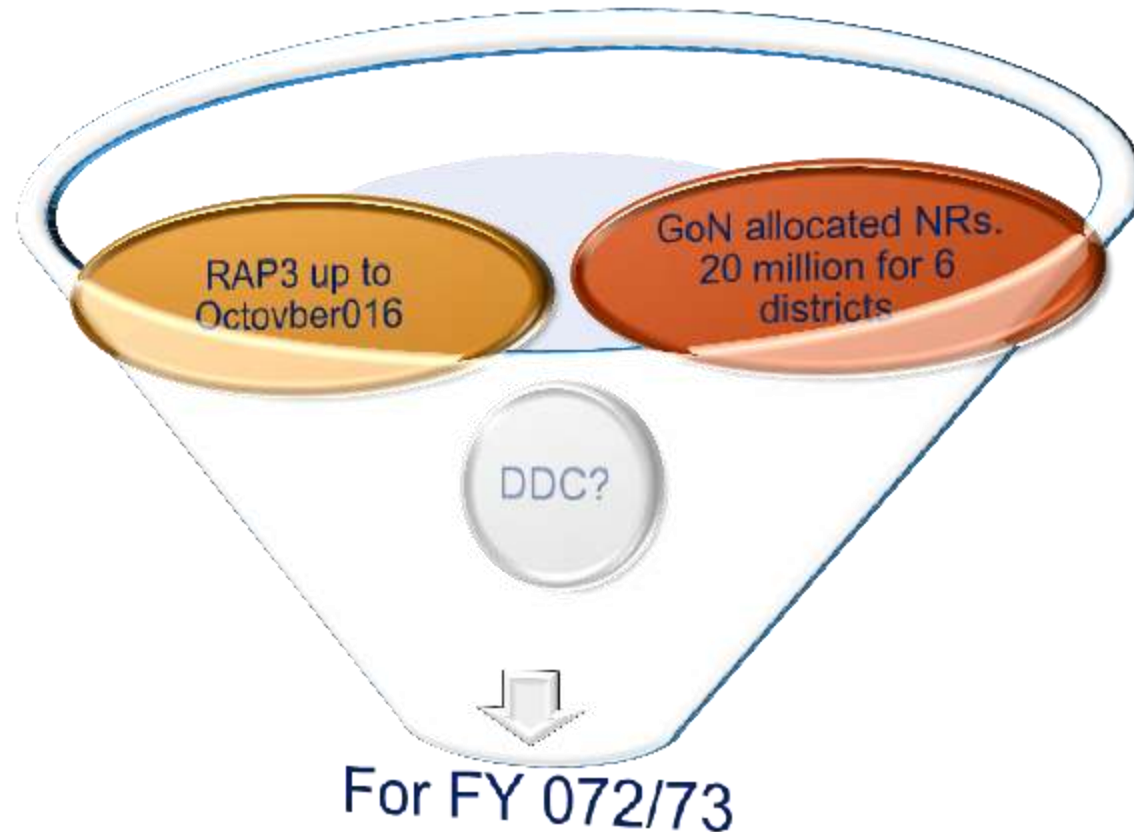 RAP3 up to
Octovber016
GoN allocated NRs.
20 million for 6
districts
DDC?
For FY 072/73